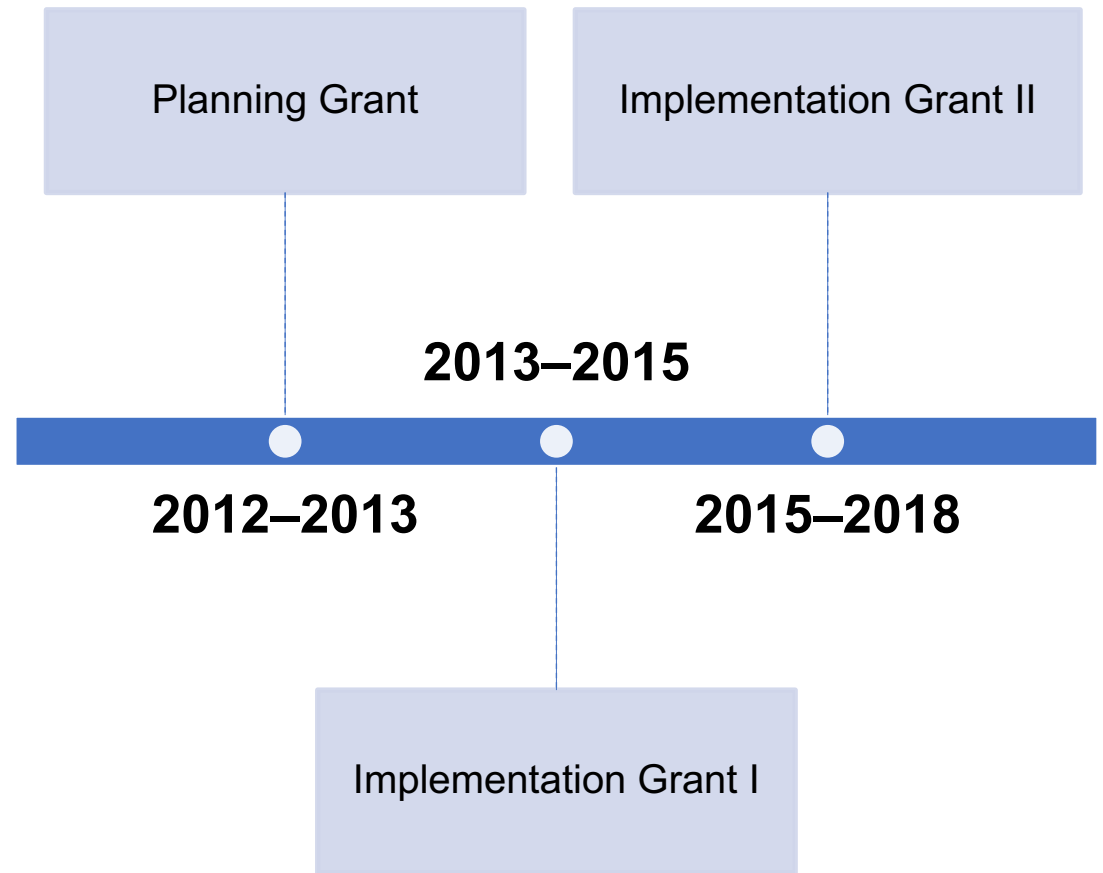 Planning Grant
Implementation Grant II
2013–2015
2012–2013
2015–2018
Implementation Grant I